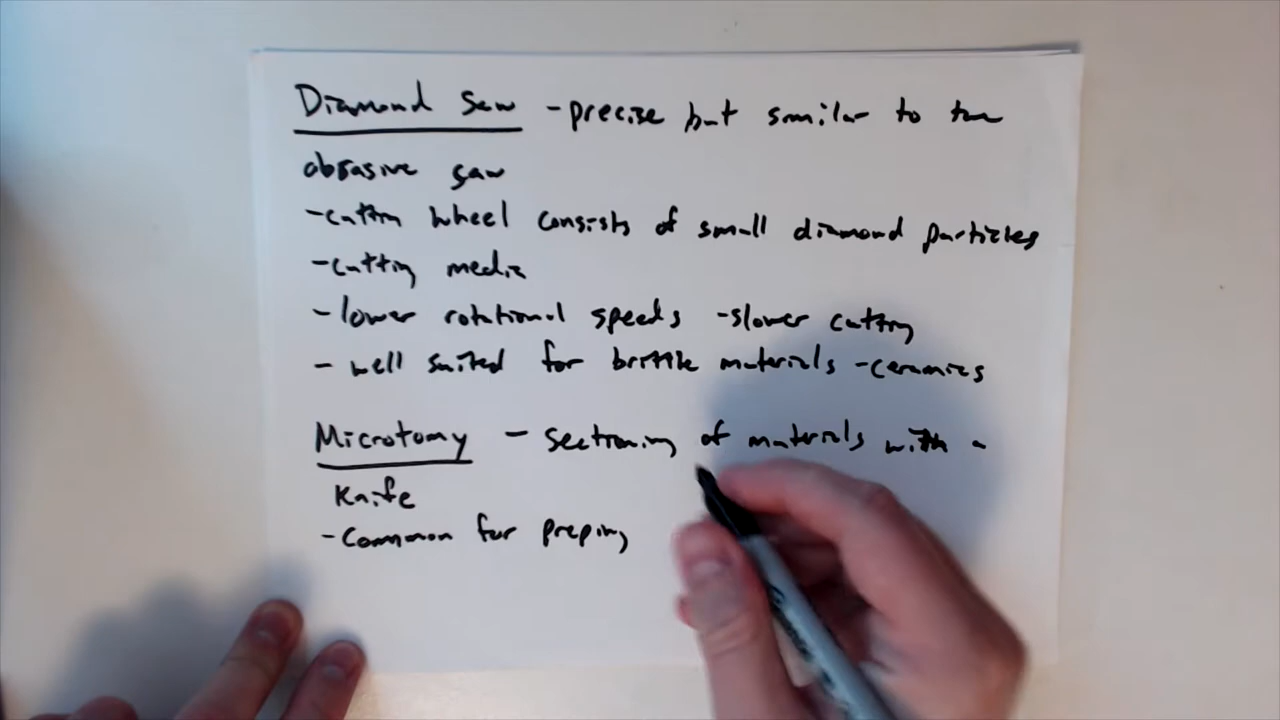 Diamond Saw - precise but similar to the
abrasive saw
- cutting wheel consists of small diamond particles
- cutting media
- lower rotational speeds - slower cutting
- well suited for brittle materials - ceramics
Microtomy - sectioning of materials with a
Knife
- Common for preping